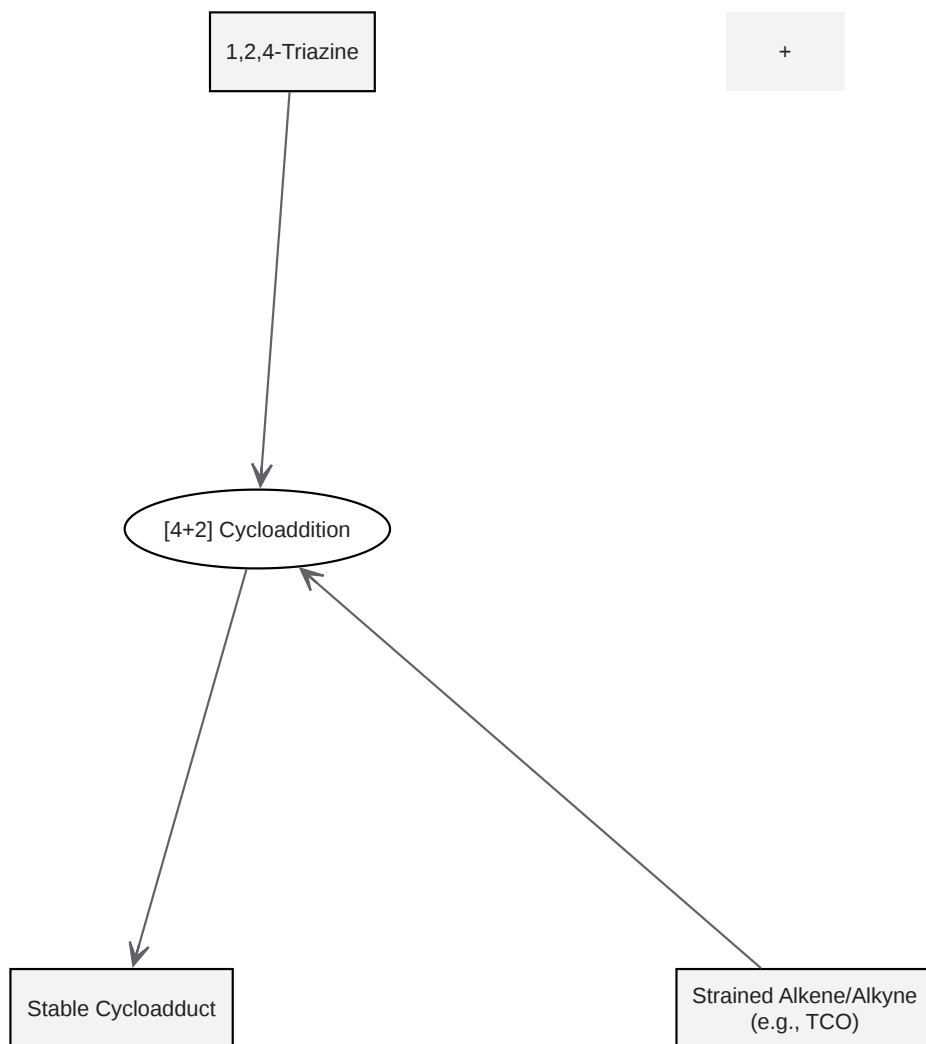 1,2,4-Triazine
+
[4+2] Cycloaddition
Stable Cycloadduct
Strained Alkene/Alkyne
(e.g., TCO)